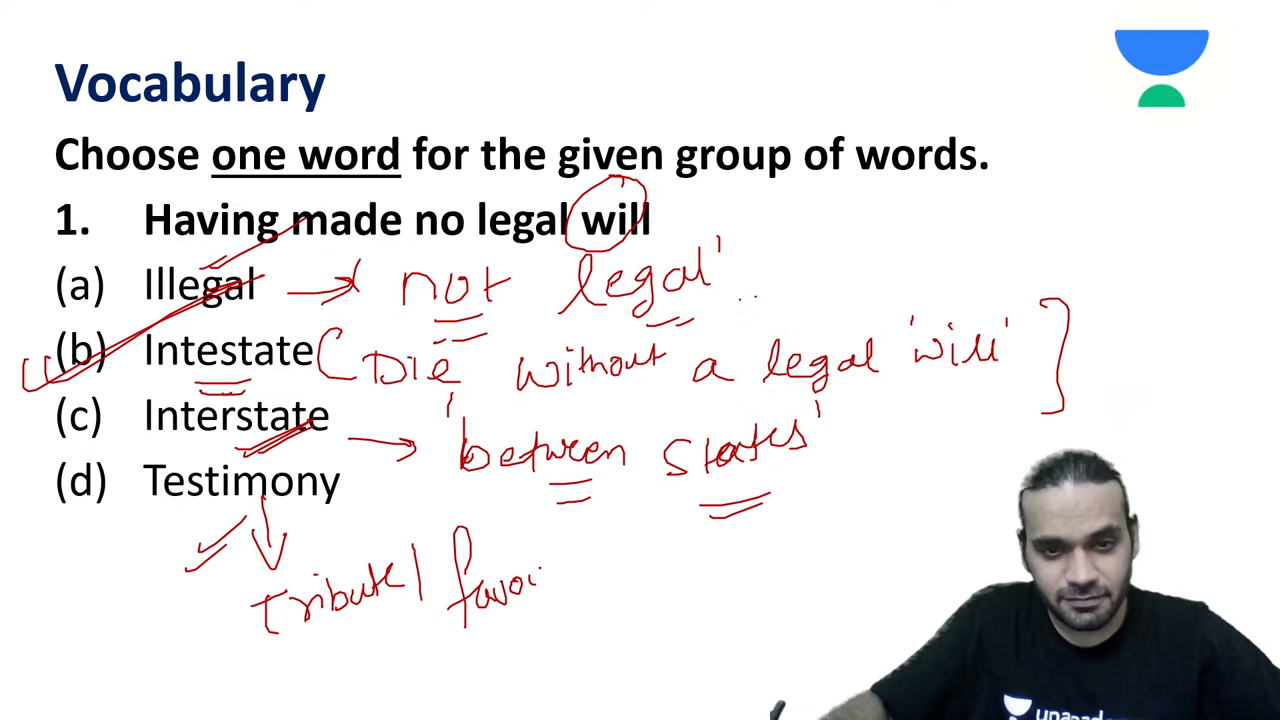 Vocabulary
Choose one word for the given group of words.
1. Having made no legal will
(a) Illegal → not legal'
(b) Intestate (Die without a legal 'will' ]
(c) Interstate → 'between states'
(d) Testimony
Tribute/ favo